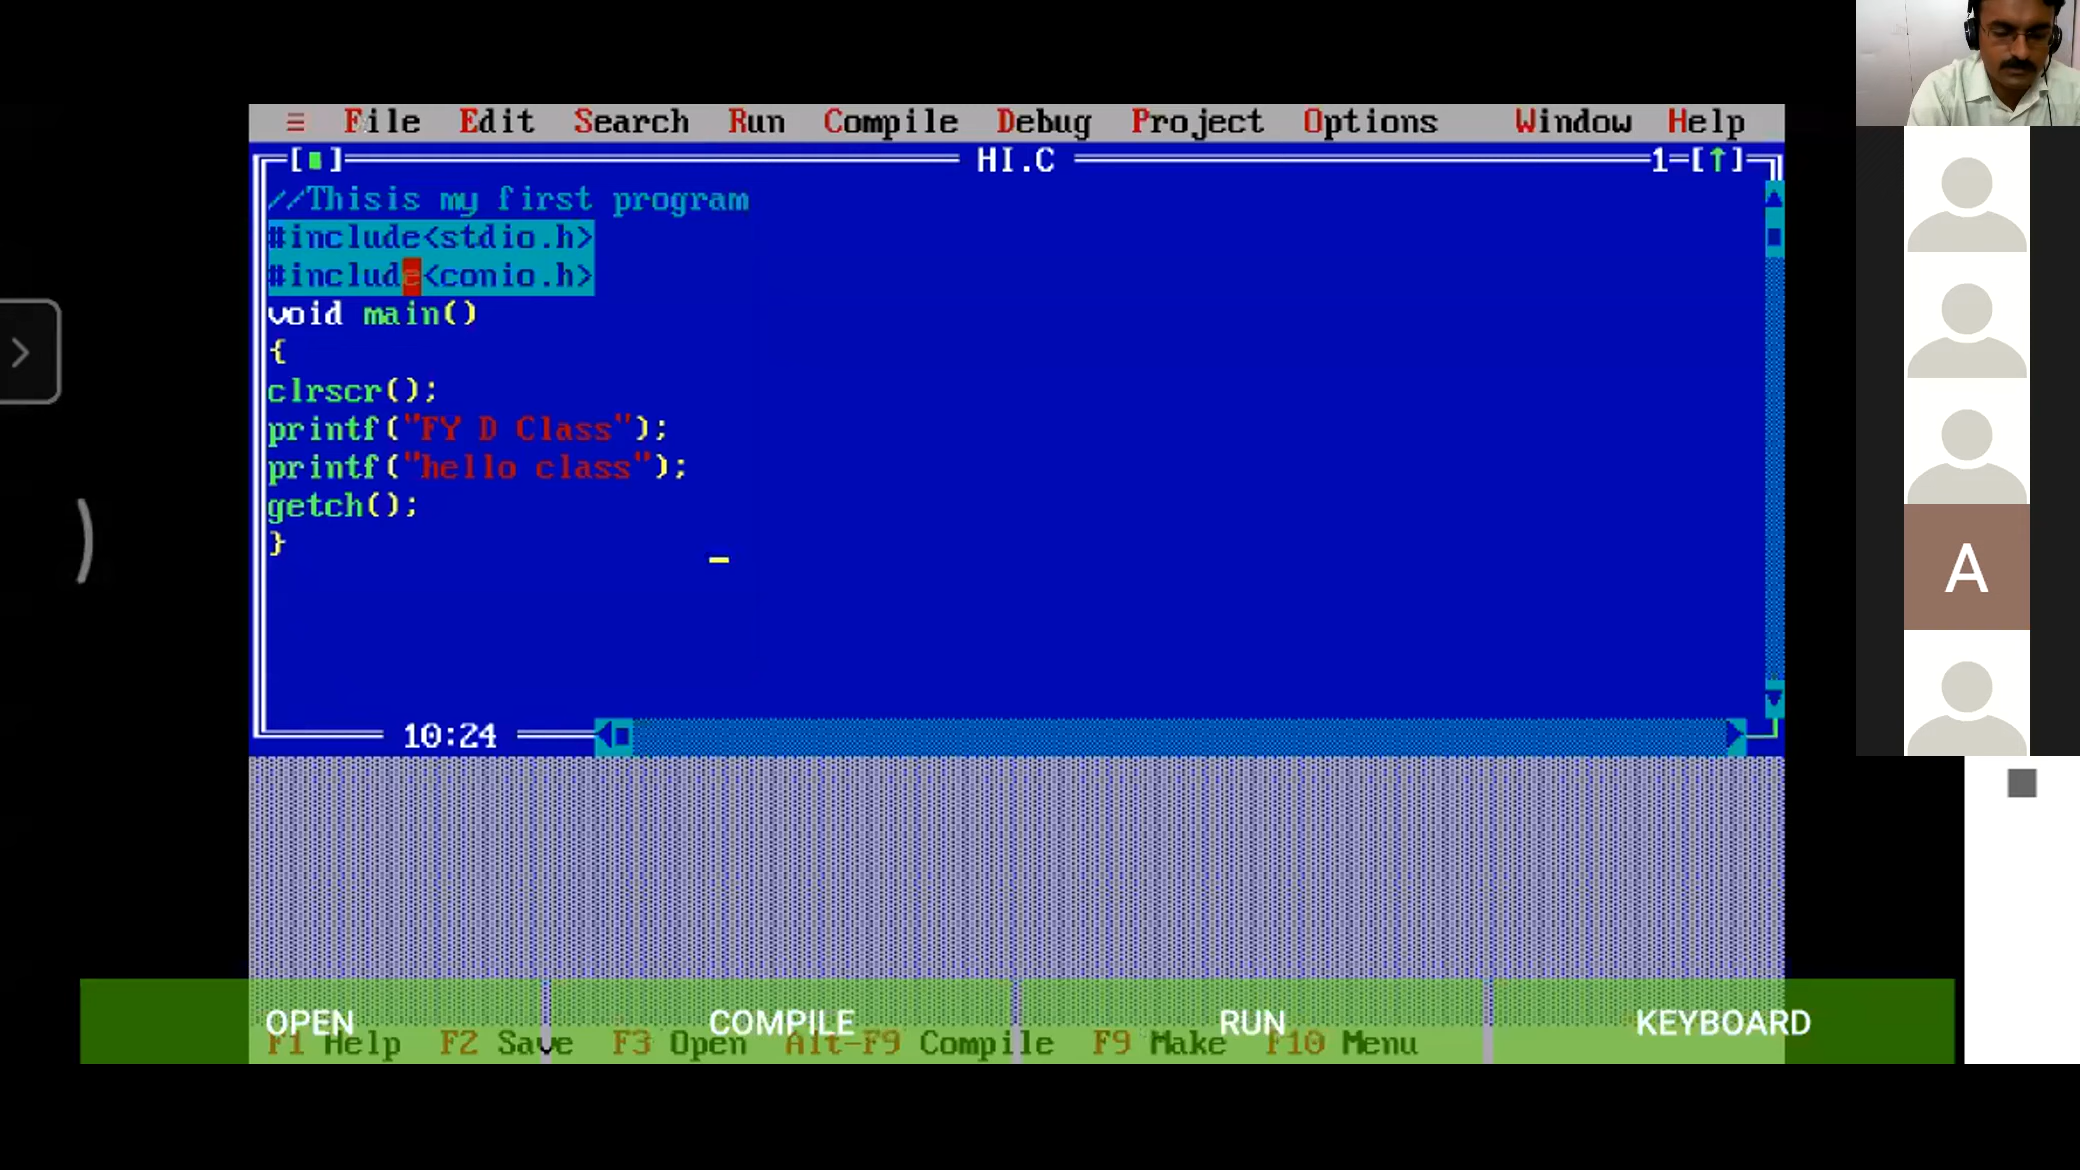 ≡ File Edit Search Run Compile Debug Project Options Window Help
[■] HI.C 1=[↑]
//Thisis my first program
#include<stdio.h>
#include<conio.h>
void main()
{
clrscr();
printf("FY D Class");
printf("hello class");
getch();
}
10:24
A
OPEN COMPILE RUN KEYBOARD
F1 Help F2 Save F3 Open Alt-F9 Compile F9 Make F10 Menu